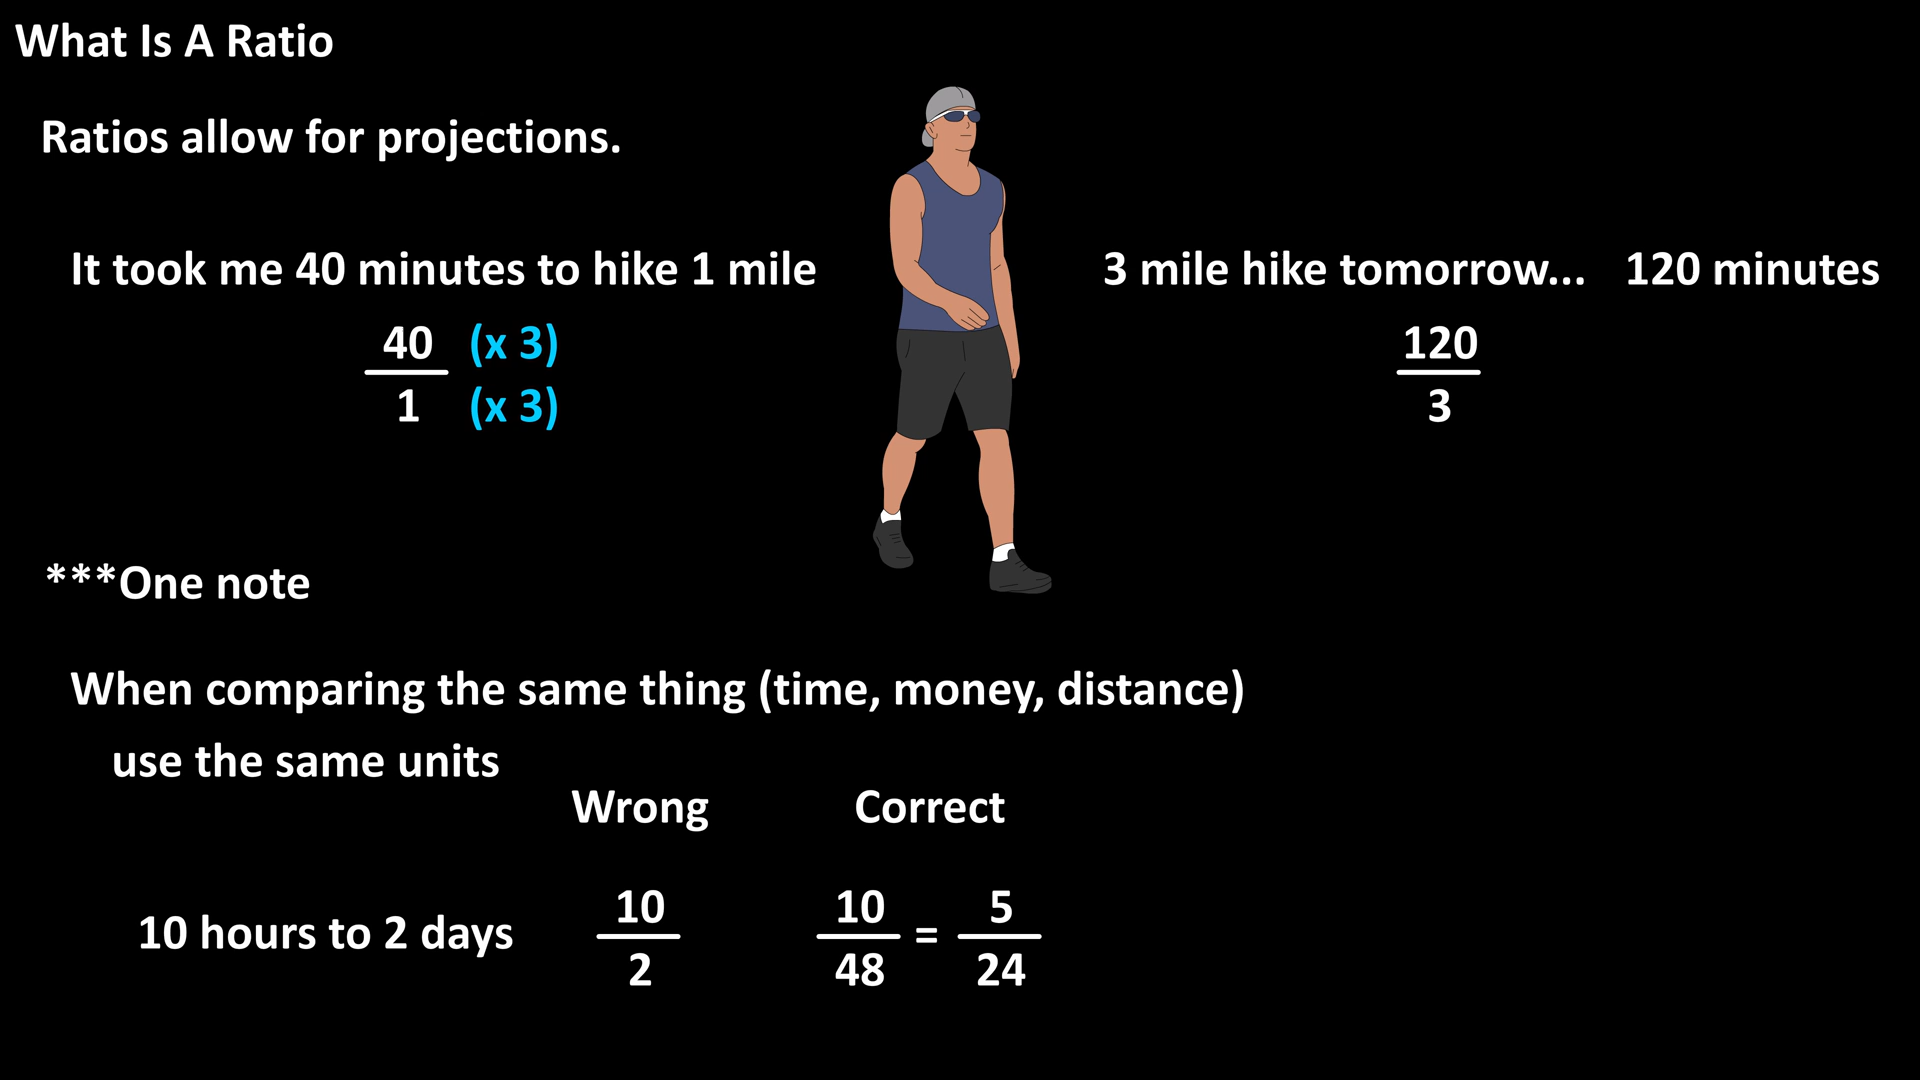 What Is A Ratio
Ratios allow for projections.
It took me 40 minutes to hike 1 mile
3 mile hike tomorrow... 120 minutes
40 (x 3)
1 (x 3)
120
3
***One note
When comparing the same thing (time, money, distance)
use the same units
Wrong
Correct
10 hours to 2 days
10
2
10
48
=
5
24